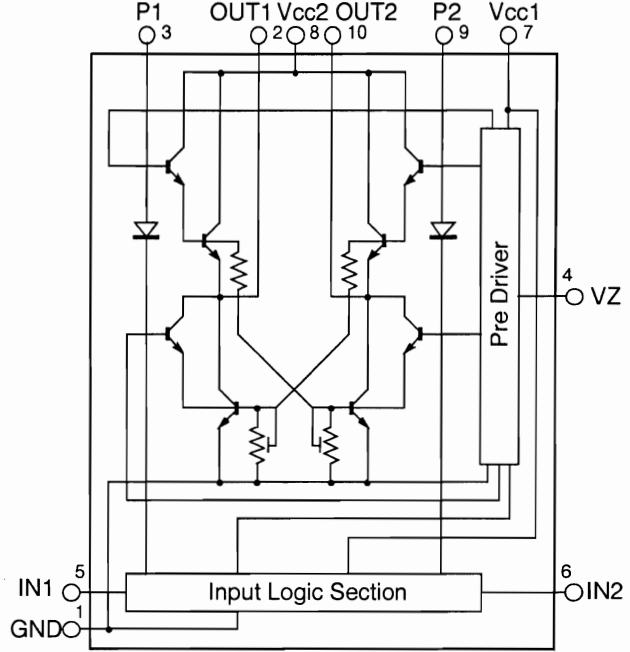 P1 OUT1 Vcc2 OUT2 P2 Vcc1
3 2 8 10 9 7
4
VZ
Pre Driver
5
6
IN1
Input Logic Section
IN2
1
GND